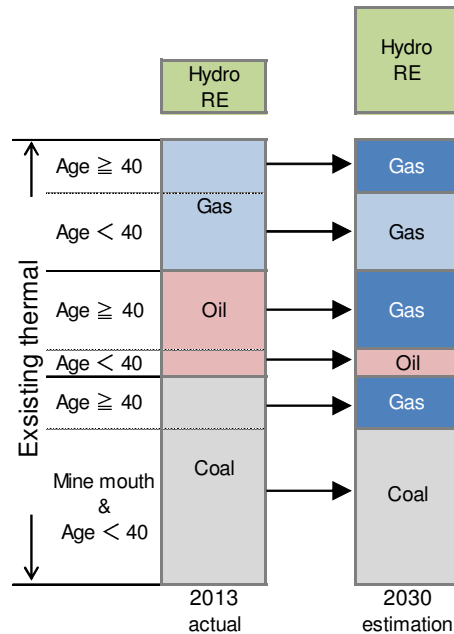 Hydro
RE
Hydro
RE
Exsisting thermal
Age ≧ 40
Age < 40
Age ≧ 40
Age < 40
Age ≧ 40
Mine mouth
&
Age < 40
Gas
Oil
Coal
Gas
Gas
Gas
Oil
Gas
Coal
2013
actual
2030
estimation